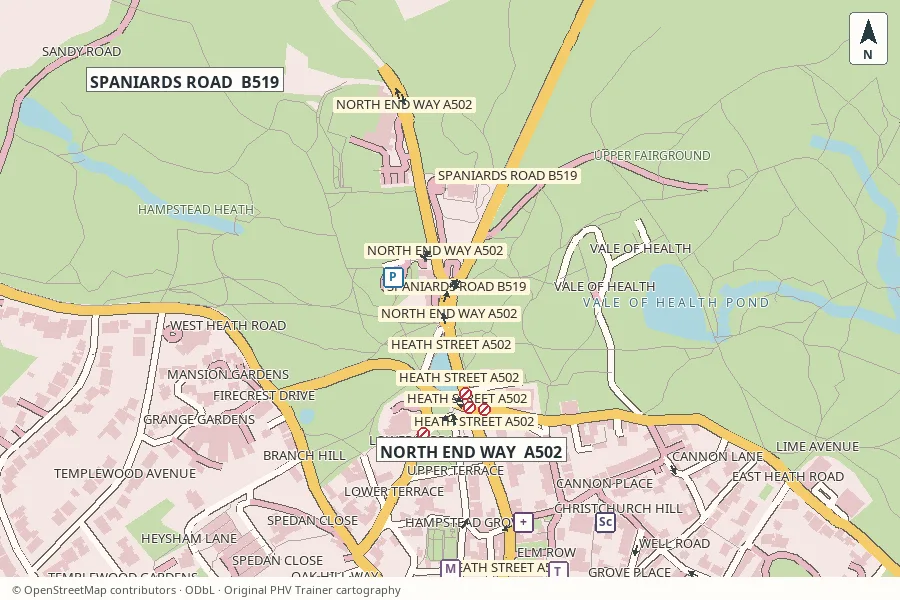 SANDY ROAD
N
SPANIARDS ROAD B519
NORTH END WAY A502
UPPER FAIRGROUND
SPANIARDS ROAD B519
HAMPSTEAD HEATH
NORTH END WAY A502
VALE OF HEALTH
P
SPANIARDS ROAD B519
VALE OF HEALTH
VALE OF HEALTH POND
NORTH END WAY A502
WEST HEATH ROAD
HEATH STREET A502
MANSION GARDENS
HEATH STREET A502
FIRECREST DRIVE
HEATH STREET A502
GRANGE GARDENS
HEATH STREET A502
LIME AVENUE
NORTH END WAY A502
BRANCH HILL
CANNON LANE
UPPER TERRACE
TEMPLEWOOD AVENUE
EAST HEATH ROAD
CANNON PLACE
LOWER TERRACE
CHRISTCHURCH HILL
SPEDAN CLOSE
HAMPSTEAD GRO
+
Sc
HEYSHAM LANE
WELL ROAD
ELM ROW
SPEDAN CLOSE
EATH STREET A5
M
T
GROVE PLACE
TEMPLEWOOD GARDENS
OAK HILL WAY
© OpenStreetMap contributors · ODbL · Original PHV Trainer cartography